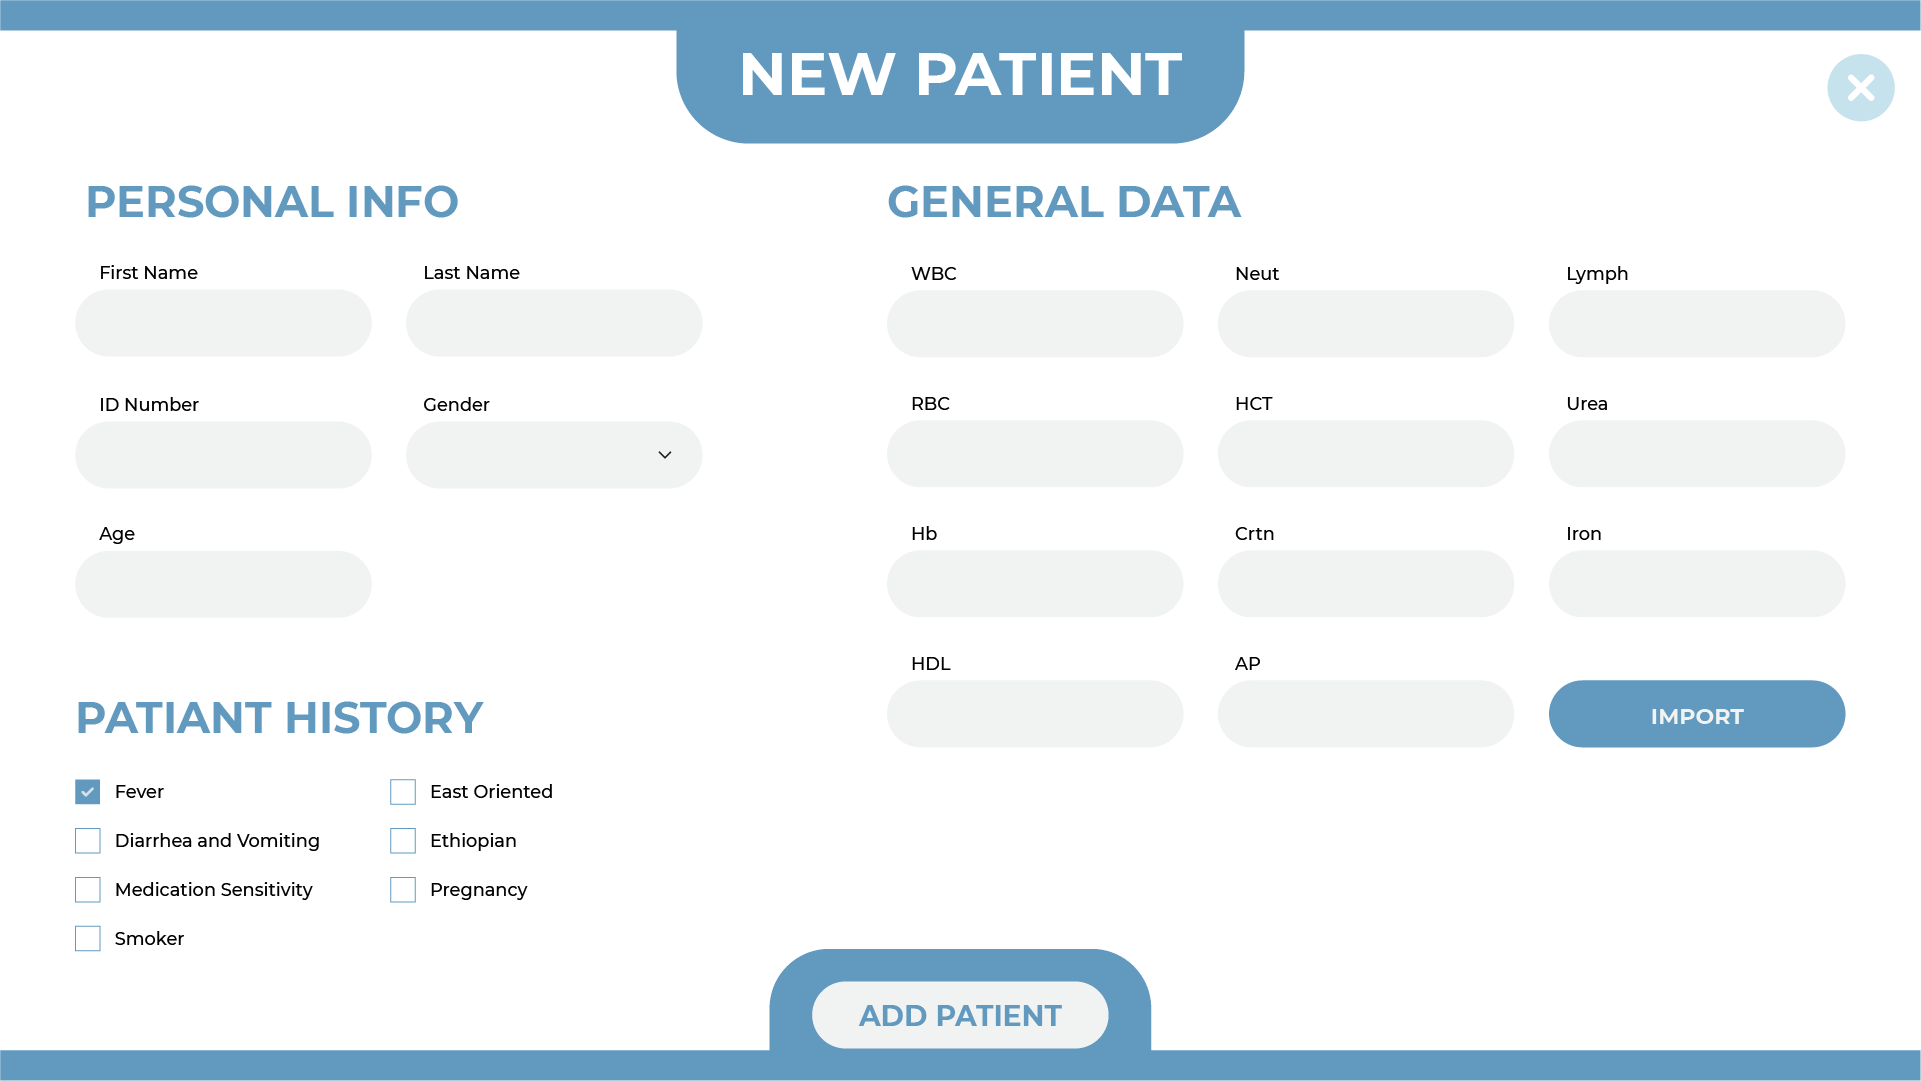 NEW PATIENT
PERSONAL INFO
First Name
Last Name
ID Number
Gender
Age
PATIANT HISTORY
Fever
East Oriented
Diarrhea and Vomiting
Ethiopian
Medication Sensitivity
Pregnancy
Smoker
GENERAL DATA
WBC
Neut
Lymph
RBC
HCT
Urea
Hb
Crtn
Iron
HDL
AP
IMPORT
ADD PATIENT